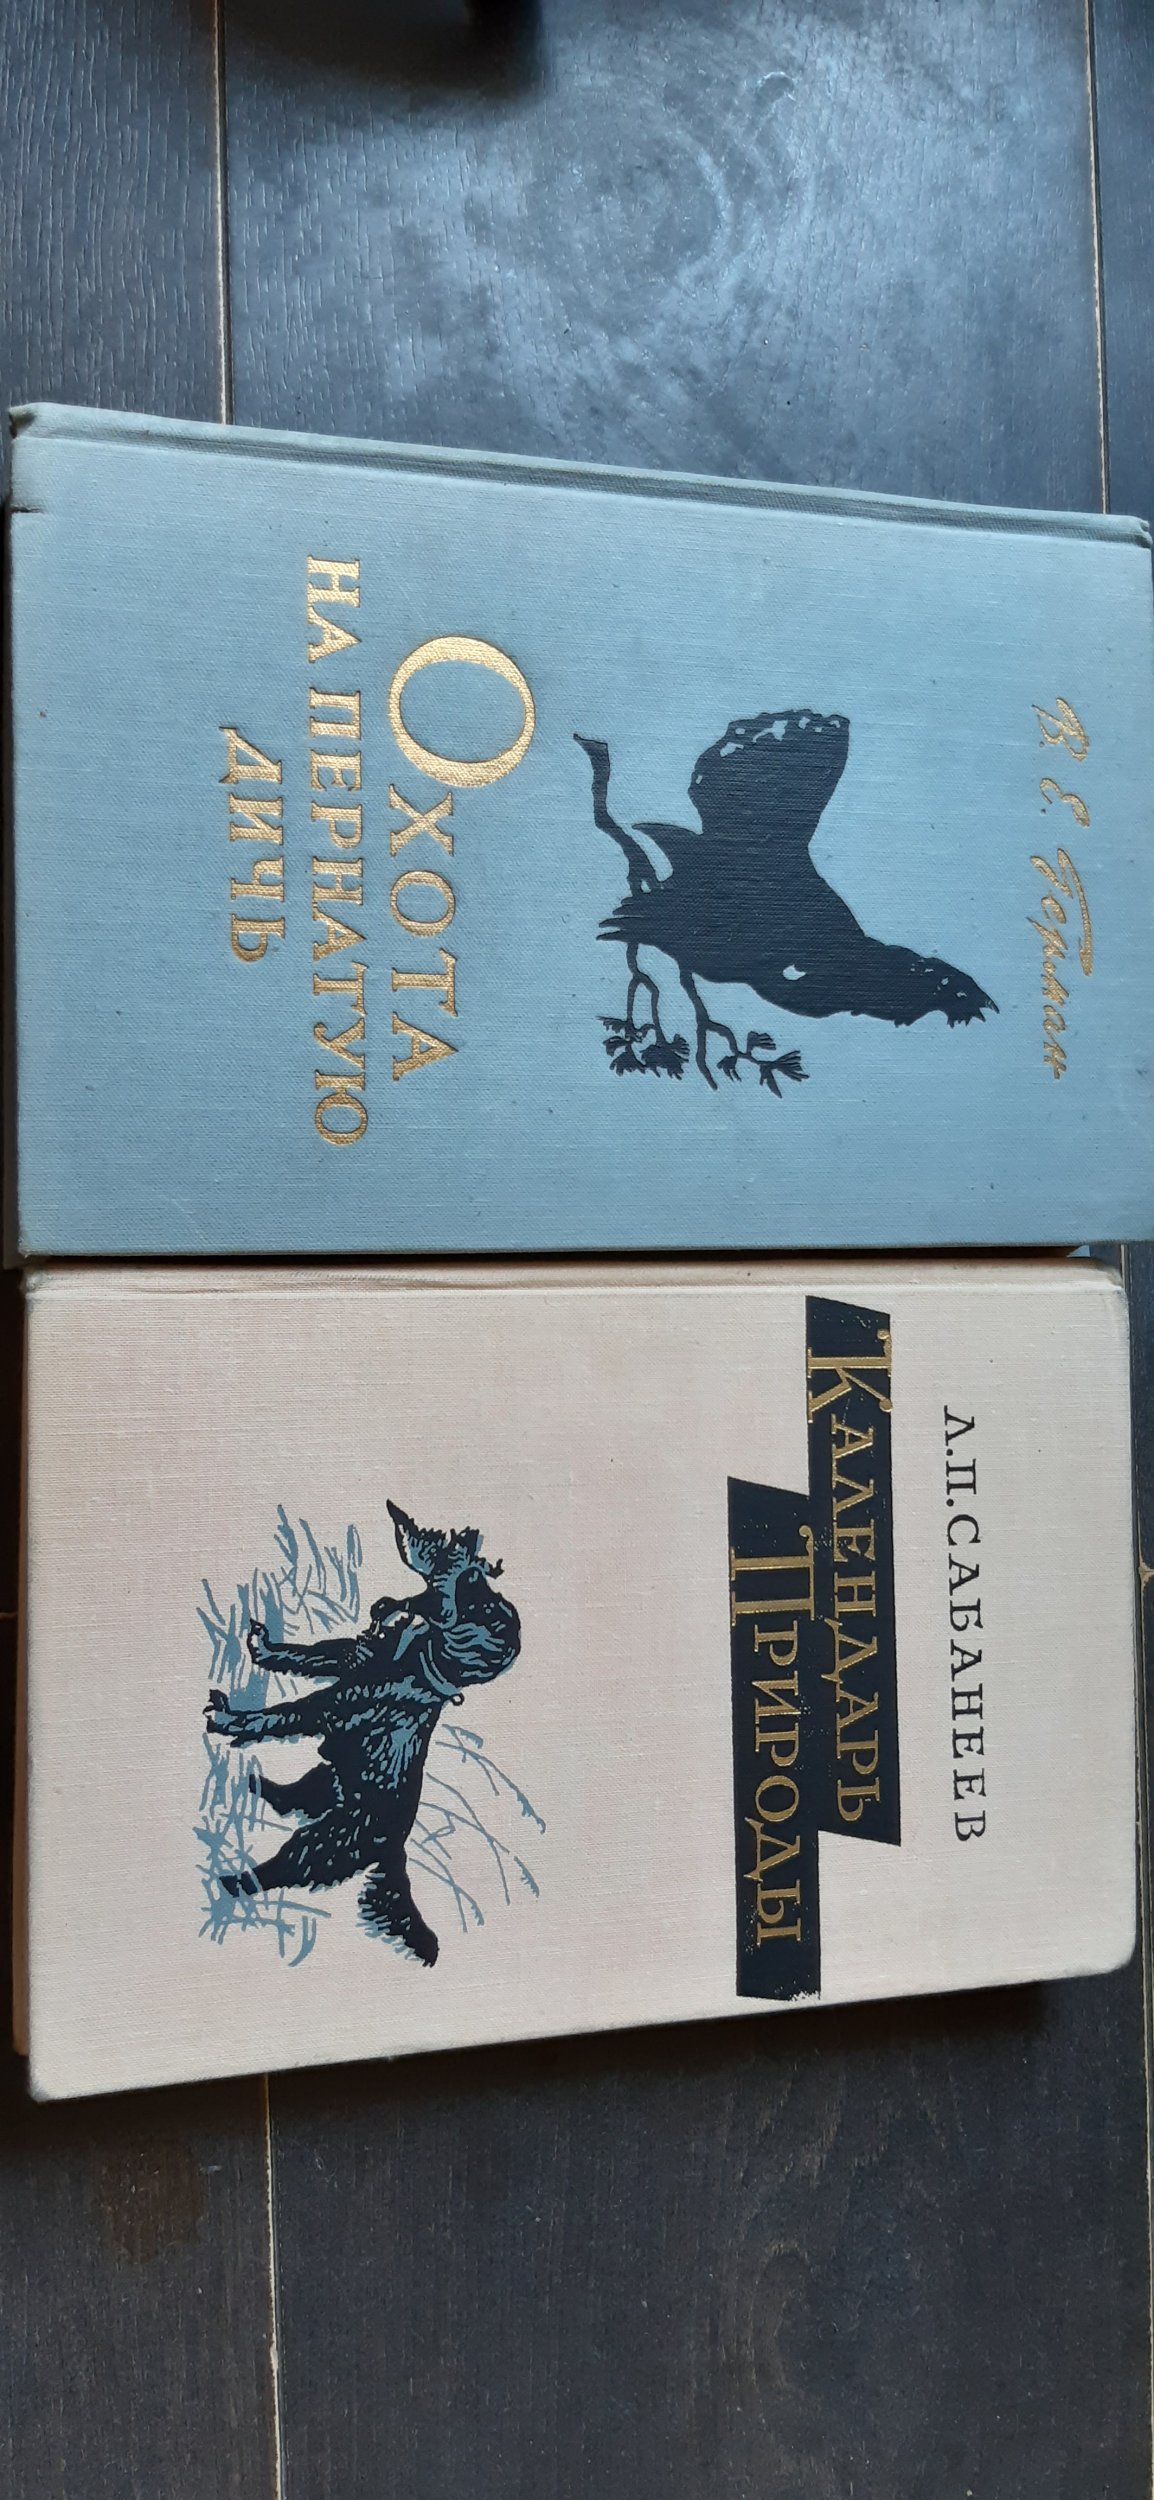 В. Е. Герман
Охота
на пернатую
дичь
Л.П.САБАНЕЕВ
Календарь
Природы